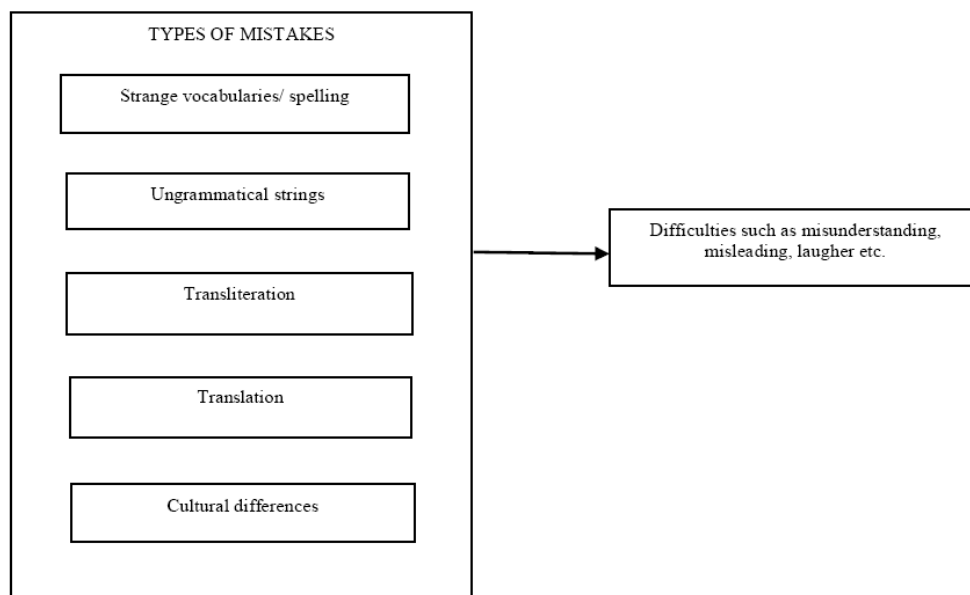 TYPES OF MISTAKES
Strange vocabularies/ spelling
Ungrammatical strings
Transliteration
Translation
Cultural differences
Difficulties such as misunderstanding,
misleading, laugher etc.